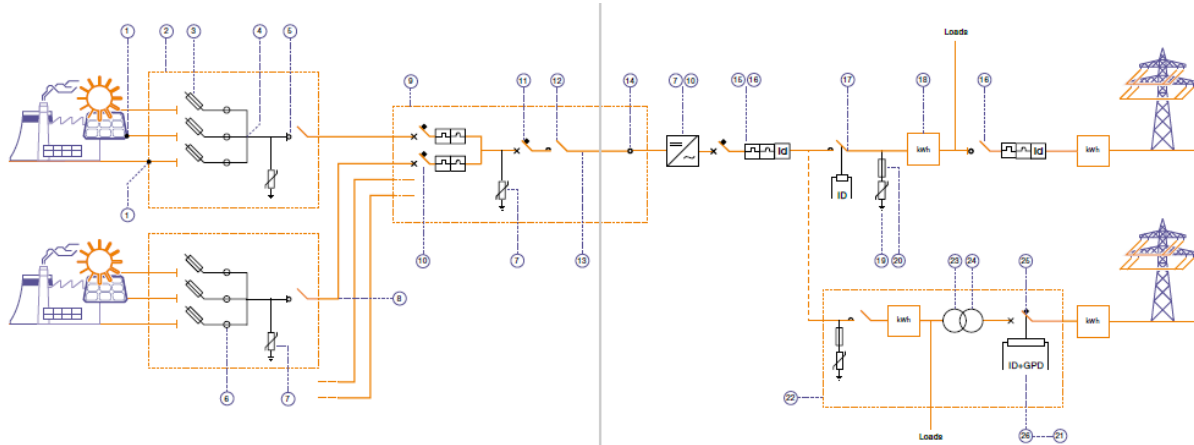 Loads
1 2 3 4 5
9 11 12 14 7 10 15 16 17 18 16
kWh Id kWh
Id
ID
1
10 7 13 19 20
8
23 24 25
kWh kWh
6 7
ID+GPD
22
Loads 26 21